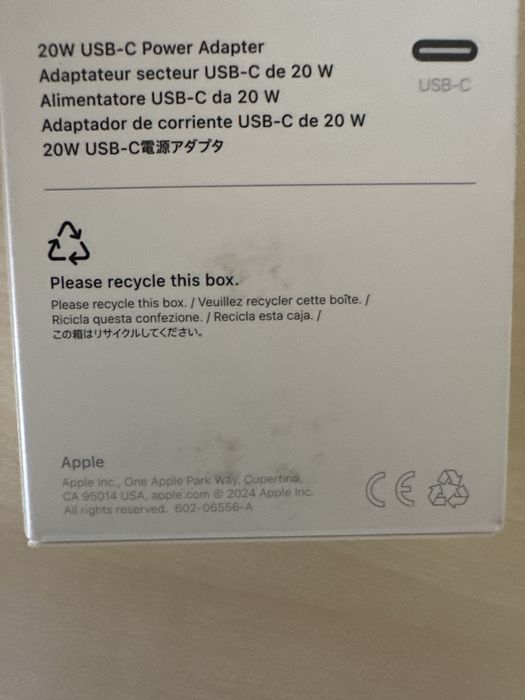 20W USB-C Power Adapter
Adaptateur secteur USB-C de 20 W
Alimentatore USB-C da 20 W
Adaptador de corriente USB-C de 20 W
20W USB-C電源アダプタ
USB-C
Please recycle this box.
Please recycle this box. / Veuillez recycler cette boîte. /
Ricicla questa confezione. / Recicla esta caja. /
この箱はリサイクルしてください。
Apple
Apple Inc., One Apple Park Way, Cupertino,
CA 95014 USA, apple.com © 2024 Apple Inc.
All rights reserved. 602-06556-A
CE